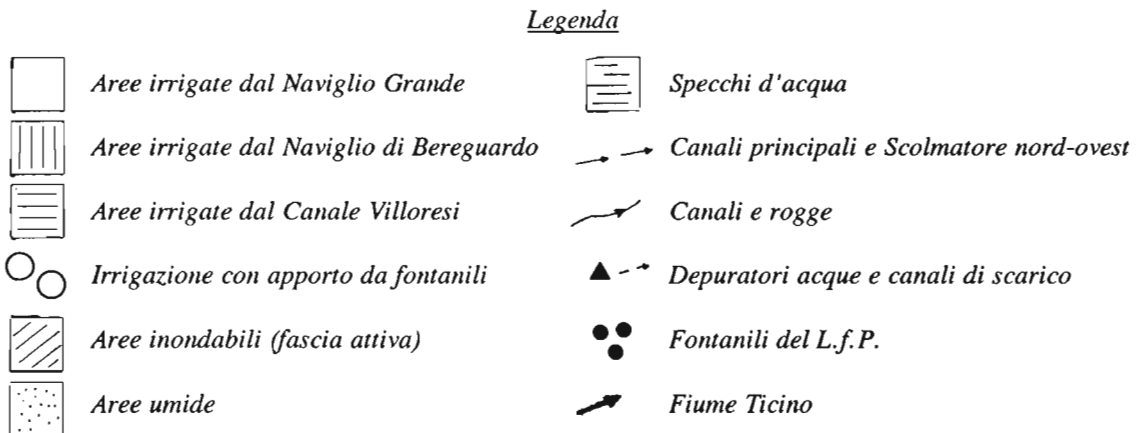 Legenda
Aree irrigate dal Naviglio Grande
Aree irrigate dal Naviglio di Bereguardo
Aree irrigate dal Canale Villoresi
Irrigazione con apporto da fontanili
Aree inondabili (fascia attiva)
Aree umide
Specchi d'acqua
Canali principali e Scolmatore nord-ovest
Canali e rogge
Depuratori acque e canali di scarico
Fontanili del L.f.P.
Fiume Ticino